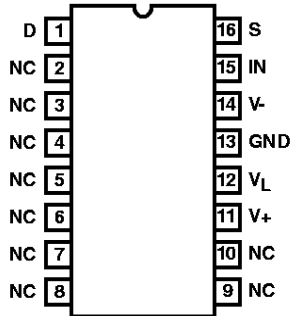 D 1 16 S
NC 2 15 IN
NC 3 14 V-
NC 4 13 GND
NC 5 12 VL
NC 6 11 V+
NC 7 10 NC
NC 8 9 NC